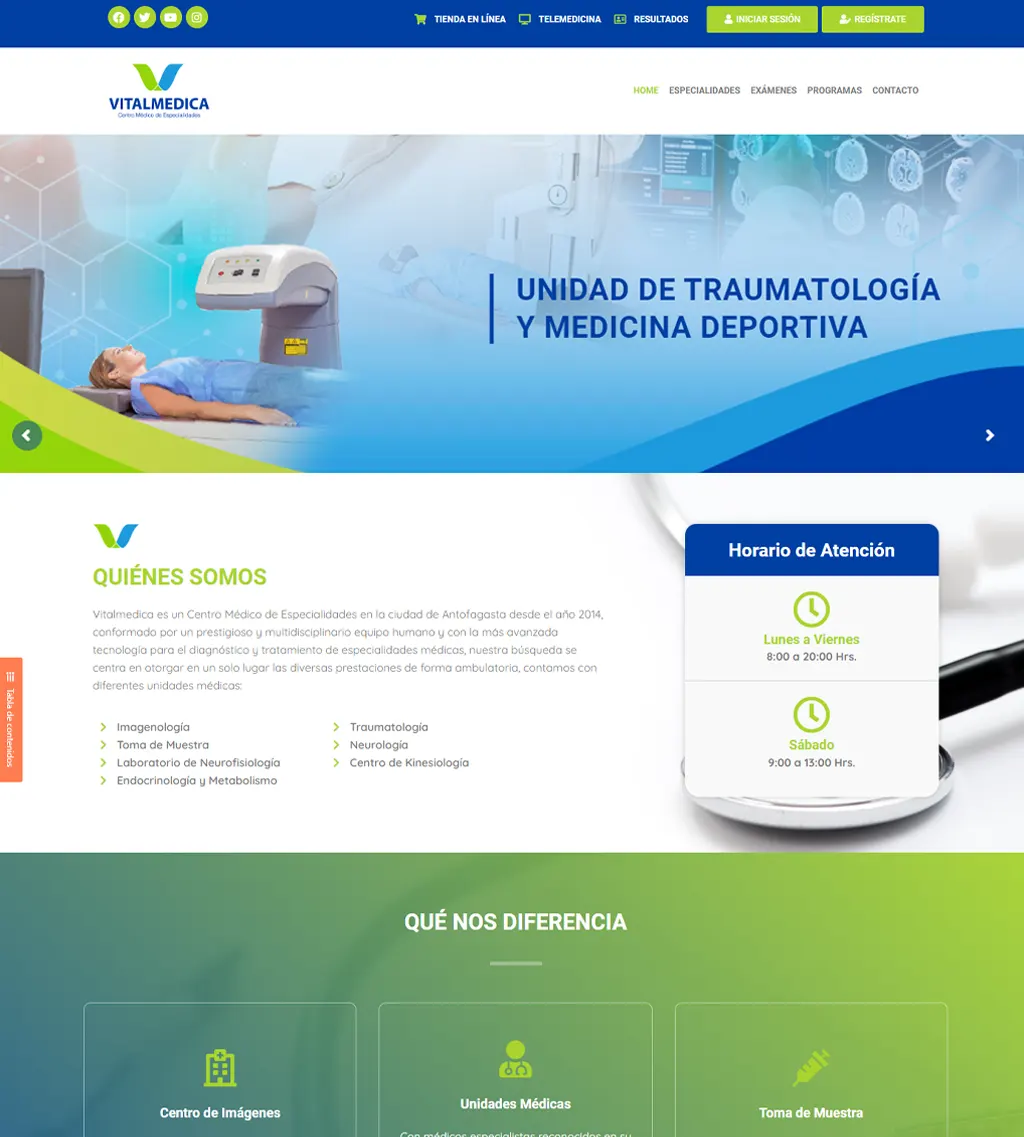 TIENDA EN LÍNEA TELEMEDICINA RESULTADOS INICIAR SESIÓN REGÍSTRATE
VITALMEDICA
Centro Médico de Especialidades
HOME ESPECIALIDADES EXÁMENES PROGRAMAS CONTACTO
UNIDAD DE TRAUMATOLOGÍA
Y MEDICINA DEPORTIVA
QUIÉNES SOMOS
Vitalmedica es un Centro Médico de Especialidades en la ciudad de Antofagasta desde el año 2014,
conformado por un prestigioso y multidisciplinario equipo humano y con la más avanzada
tecnología para el diagnóstico y tratamiento de especialidades médicas, nuestra búsqueda se
centra en otorgar en un solo lugar las diversas prestaciones de forma ambulatoria, contamos con
diferentes unidades médicas:
Imagenología
Toma de Muestra
Laboratorio de Neurofisiología
Endocrinología y Metabolismo
Traumatología
Neurología
Centro de Kinesiología
Horario de Atención
Lunes a Viernes
8:00 a 20:00 Hrs.
Sábado
9:00 a 13:00 Hrs.
Tabla de contenidos
QUÉ NOS DIFERENCIA
Centro de Imágenes
Unidades Médicas
Con médicos especialistas reconocidos en su
Toma de Muestra